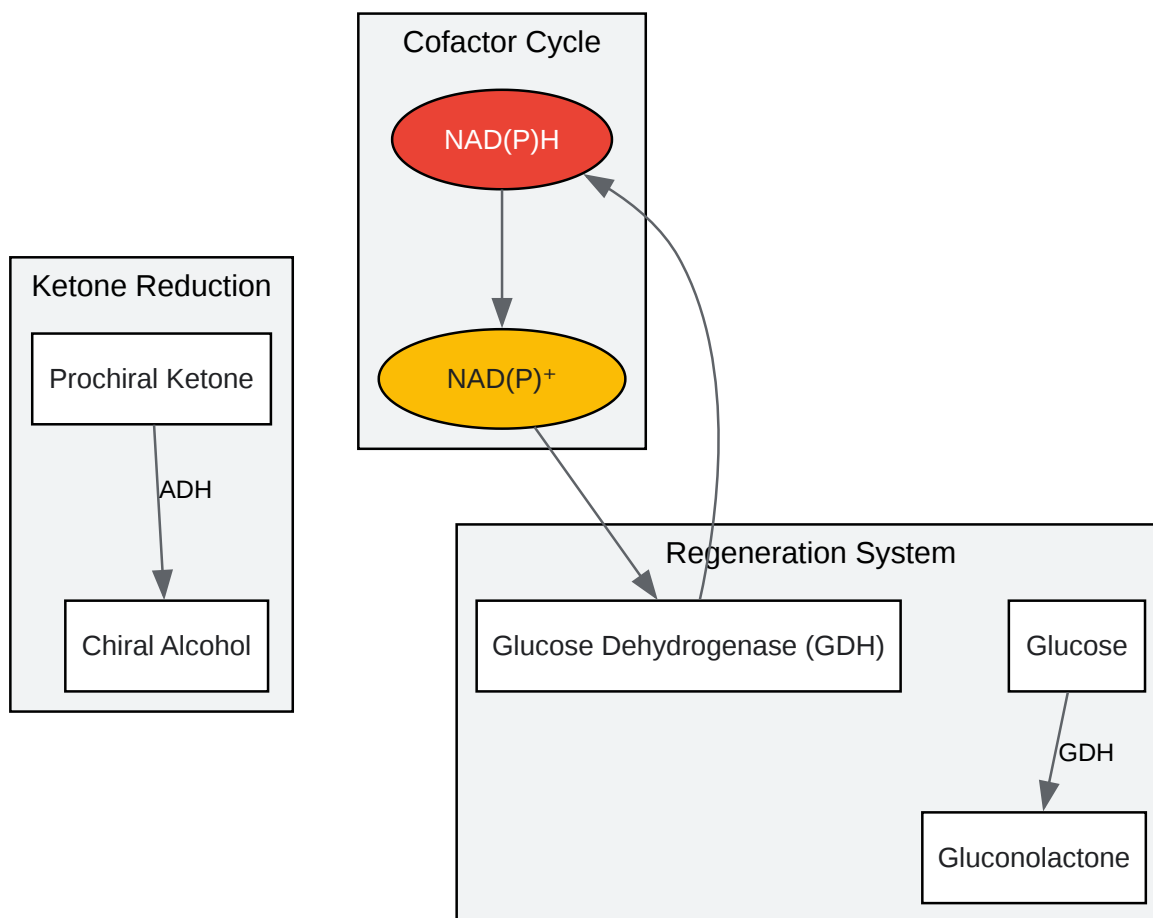 Cofactor Cycle
NAD(P)H
NAD(P)⁺
Ketone Reduction
Prochiral Ketone
ADH
Chiral Alcohol
Regeneration System
Glucose Dehydrogenase (GDH)
Glucose
GDH
Gluconolactone